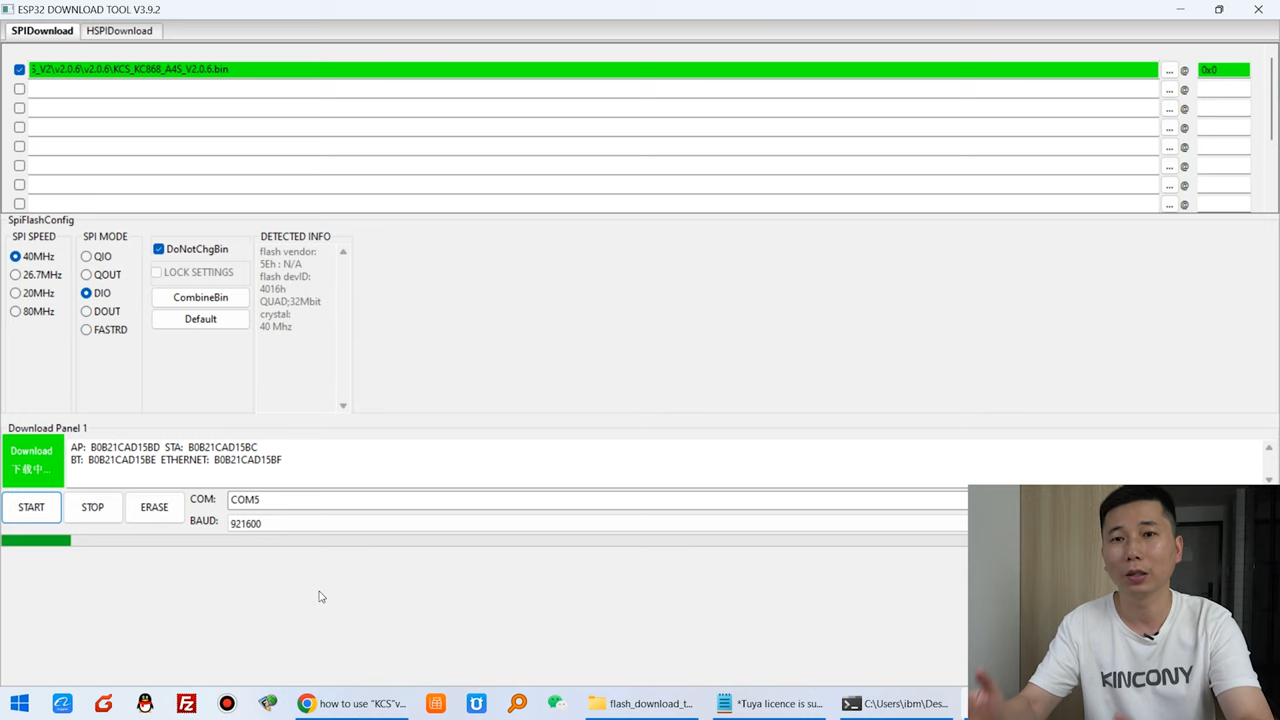 ESP32 DOWNLOAD TOOL V3.9.2
SPIDownload HSPIDownload
S_V2\v2.0.6\v2.0.6\KCS_KC868_A4S_V2.0.6.bin ... @ 0x0
... @
... @
... @
... @
... @
... @
... @
SpiFlashConfig
SPI SPEED
40MHz
26.7MHz
20MHz
80MHz
SPI MODE
QIO
QOUT
DIO
DOUT
FASTRD
DoNotChgBin
LOCK SETTINGS
CombineBin
Default
DETECTED INFO
flash vendor:
5Eh : N/A
flash devID:
4016h
QUAD;32Mbit
crystal:
40 Mhz
Download Panel 1
Download
下载中...
AP: B0B21CAD15BD STA: B0B21CAD15BC
BT: B0B21CAD15BE ETHERNET: B0B21CAD15BF
START STOP ERASE
COM: COM5
BAUD: 921600
KINCONY
how to use "KCS"v... flash_download_t... *Tuya licence is su... C:\Users\ibm\Des...